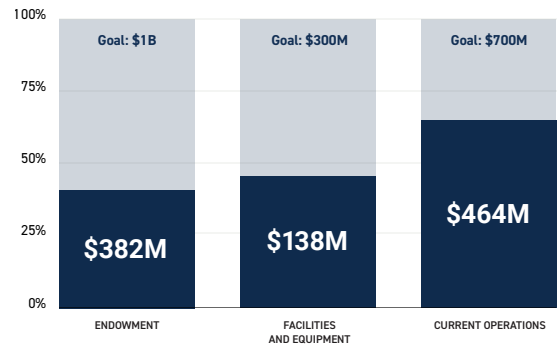 100%
Goal: $1B
Goal: $300M
Goal: $700M
75%
50%
25%
$382M
$138M
$464M
0%
ENDOWMENT
FACILITIES
AND EQUIPMENT
CURRENT OPERATIONS